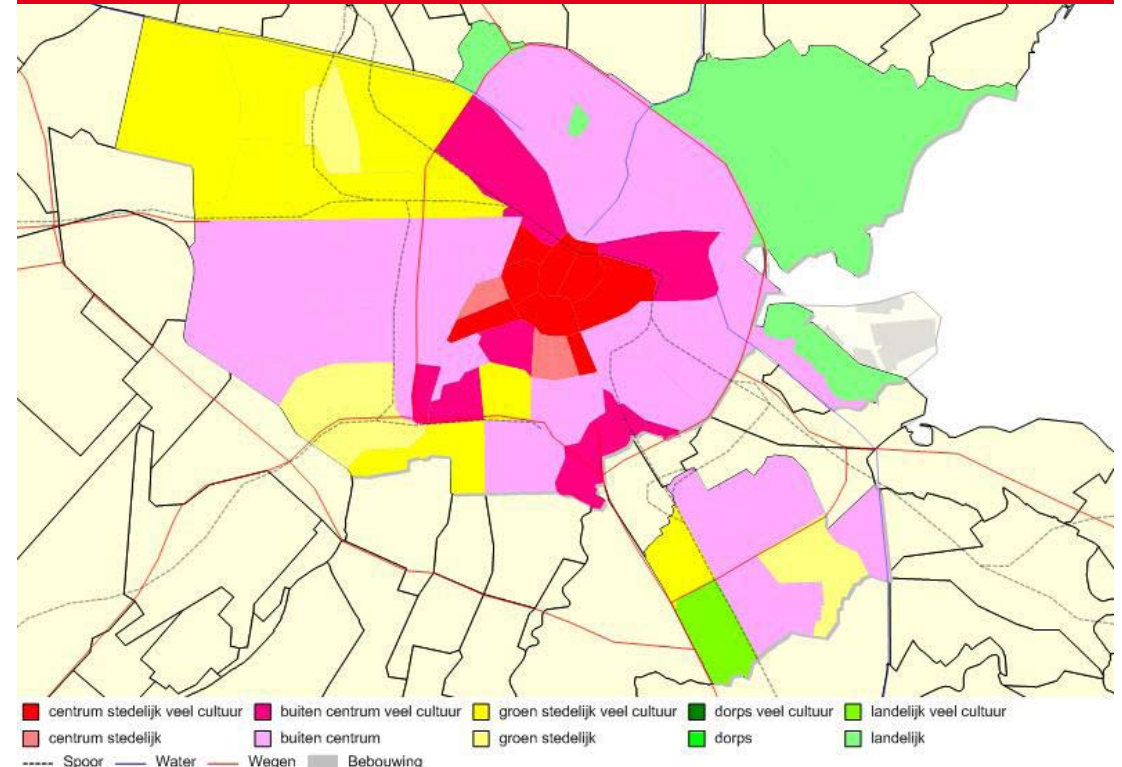 centrum stedelijk veel cultuur buiten centrum veel cultuur groen stedelijk veel cultuur dorps veel cultuur landelijk veel cultuur
centrum stedelijk buiten centrum groen stedelijk dorps landelijk
Spoor Water Wegen Bebouwing